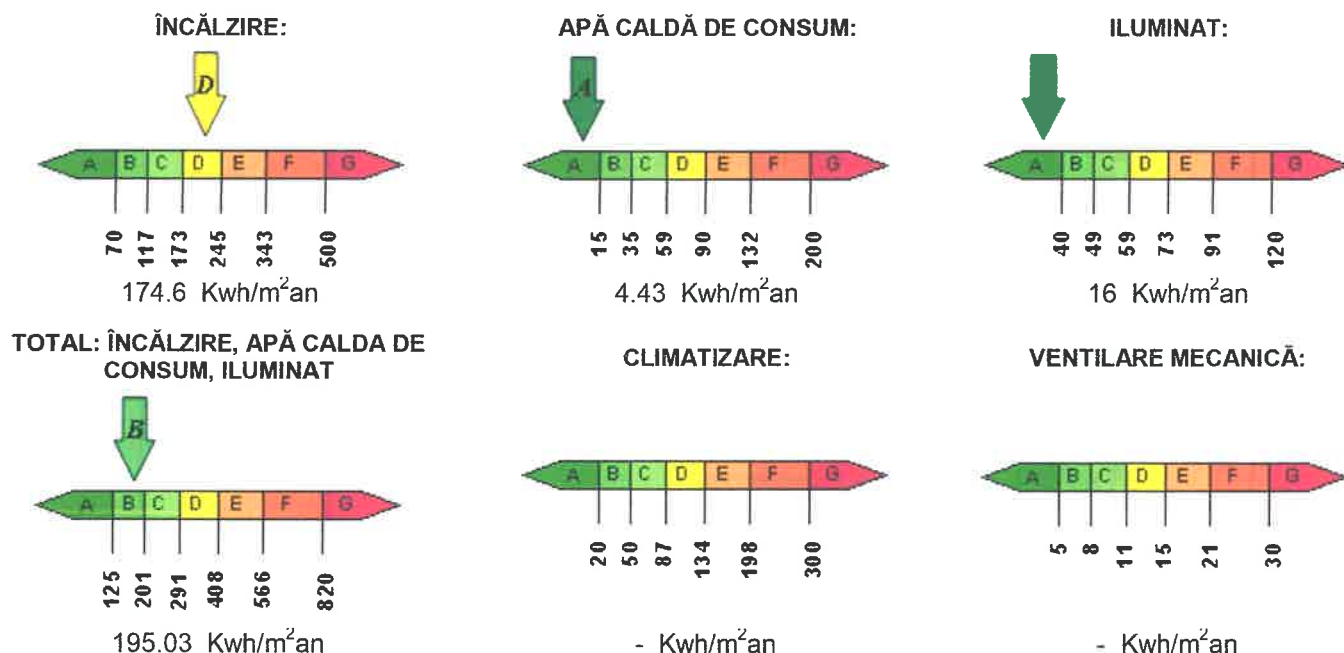 ÎNCĂLZIRE:
D
A B C D E F G
70 117 173 245 343 500
174.6 Kwh/m²an
APĂ CALDĂ DE CONSUM:
A
A B C D E F G
15 35 59 90 132 200
4.43 Kwh/m²an
ILUMINAT:
A B C D E F G
40 49 59 73 91 120
16 Kwh/m²an
TOTAL: ÎNCĂLZIRE, APĂ CALDA DE
CONSUM, ILUMINAT
B
A B C D E F G
125 201 291 408 566 820
195.03 Kwh/m²an
CLIMATIZARE:
A B C D E F G
20 50 87 134 198 300
- Kwh/m²an
VENTILARE MECANICĂ:
A B C D E F G
5 8 11 15 21 30
- Kwh/m²an